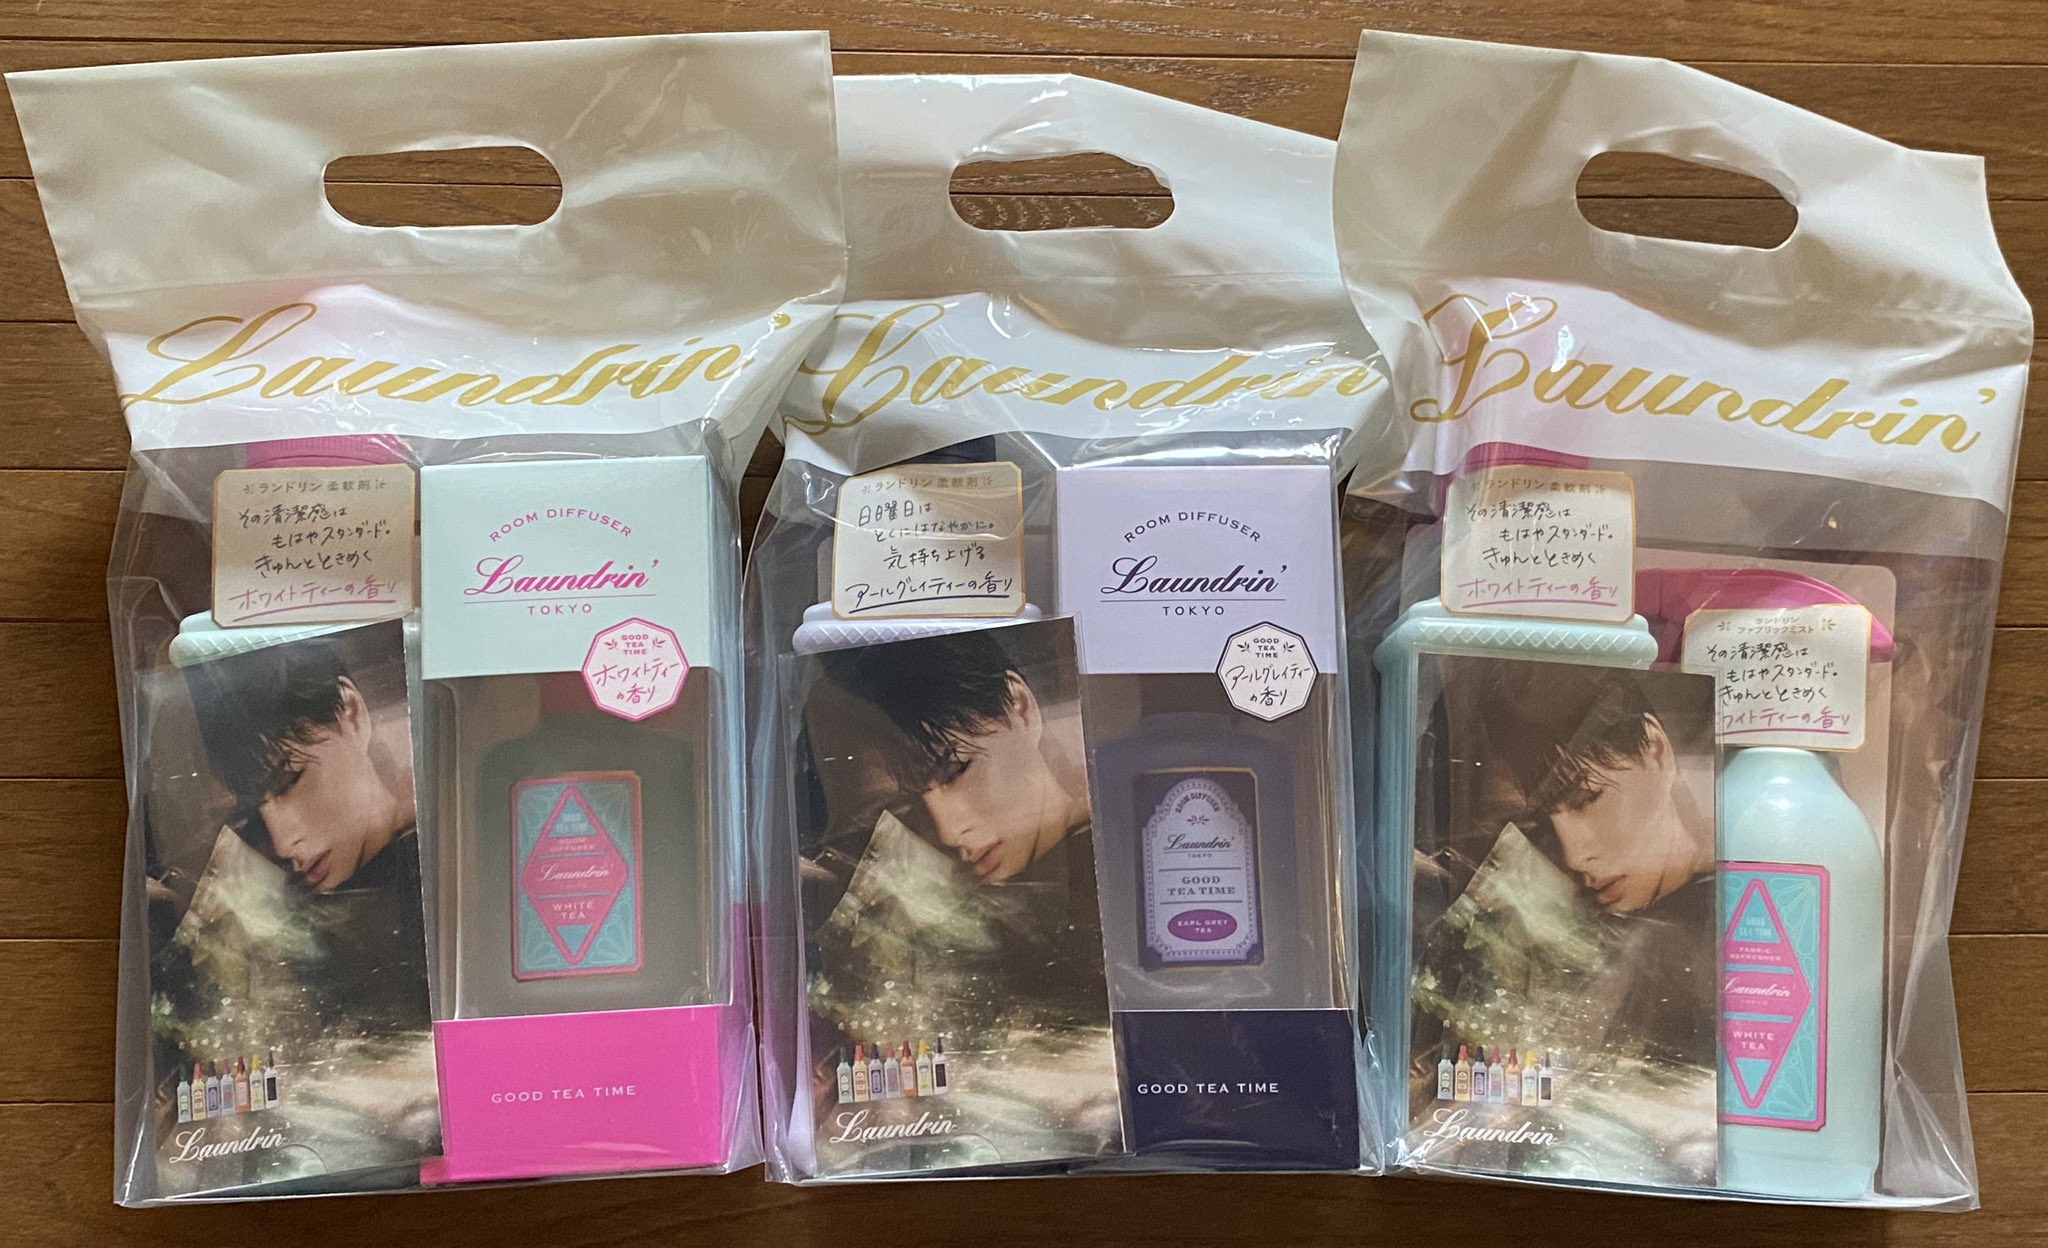 Laundrin'
ランドリン 柔軟剤
その清潔感は
もはやスタンダード。
きゅんとときめく
ホワイトティーの香り
ROOM DIFFUSER
Laundrin'
TOKYO
GOOD
TEA
TIME
ホワイトティー
の香り
GOOD
TEA TIME
ROOM
DIFFUSER
Laundrin'
TOKYO
WHITE
TEA
GOOD TEA TIME
Laundrin'
Laundrin'
ランドリン 柔軟剤
日曜日は
とくにはなやかに。
気持ち上げる
アールグレイティーの香り
ROOM DIFFUSER
Laundrin'
TOKYO
GOOD
TEA
TIME
アールグレイティー
の香り
ROOM DIFFUSER
Laundrin'
TOKYO
GOOD
TEA TIME
EARL GREY
TEA
GOOD TEA TIME
Laundrin'
Laundrin'
ランドリン 柔軟剤
その清潔感は
もはやスタンダード。
きゅんとときめく
ホワイトティーの香り
ランドリン
ファブリックミスト
その清潔感は
もはやスタンダード。
きゅんとときめく
ワイトティーの香り
GOOD
TEA TIME
FABRIC
REFRESHER
Laundrin'
TOKYO
WHITE
TEA
Laundrin'